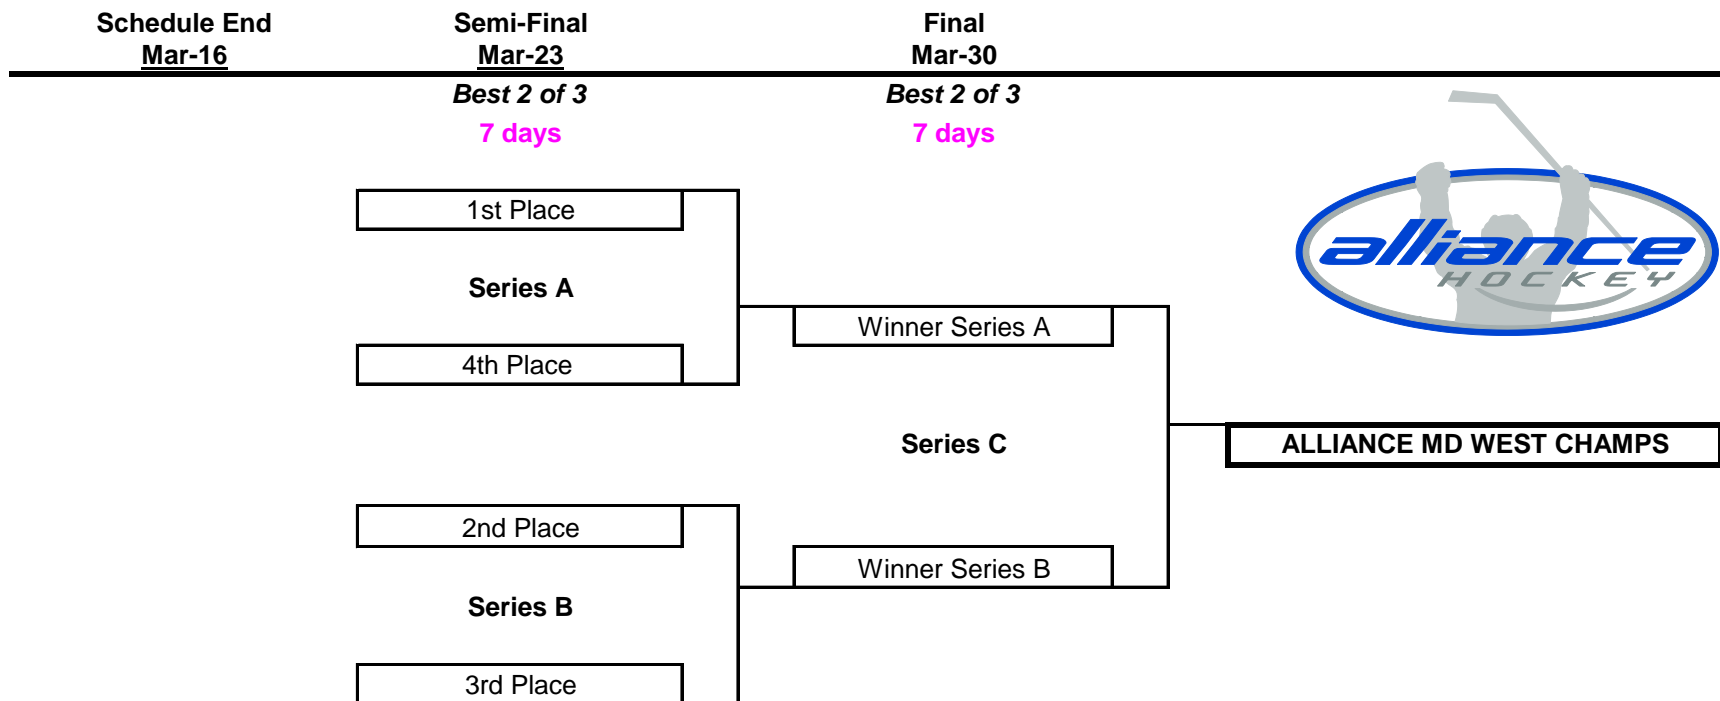 Schedule End Semi-Final Final
Mar-16 Mar-23 Mar-30
Best 2 of 3 Best 2 of 3
7 days 7 days
1st Place
alliance
HOCKEY
Series A
Winner Series A
4th Place
Series C
ALLIANCE MD WEST CHAMPS
2nd Place
Winner Series B
Series B
3rd Place